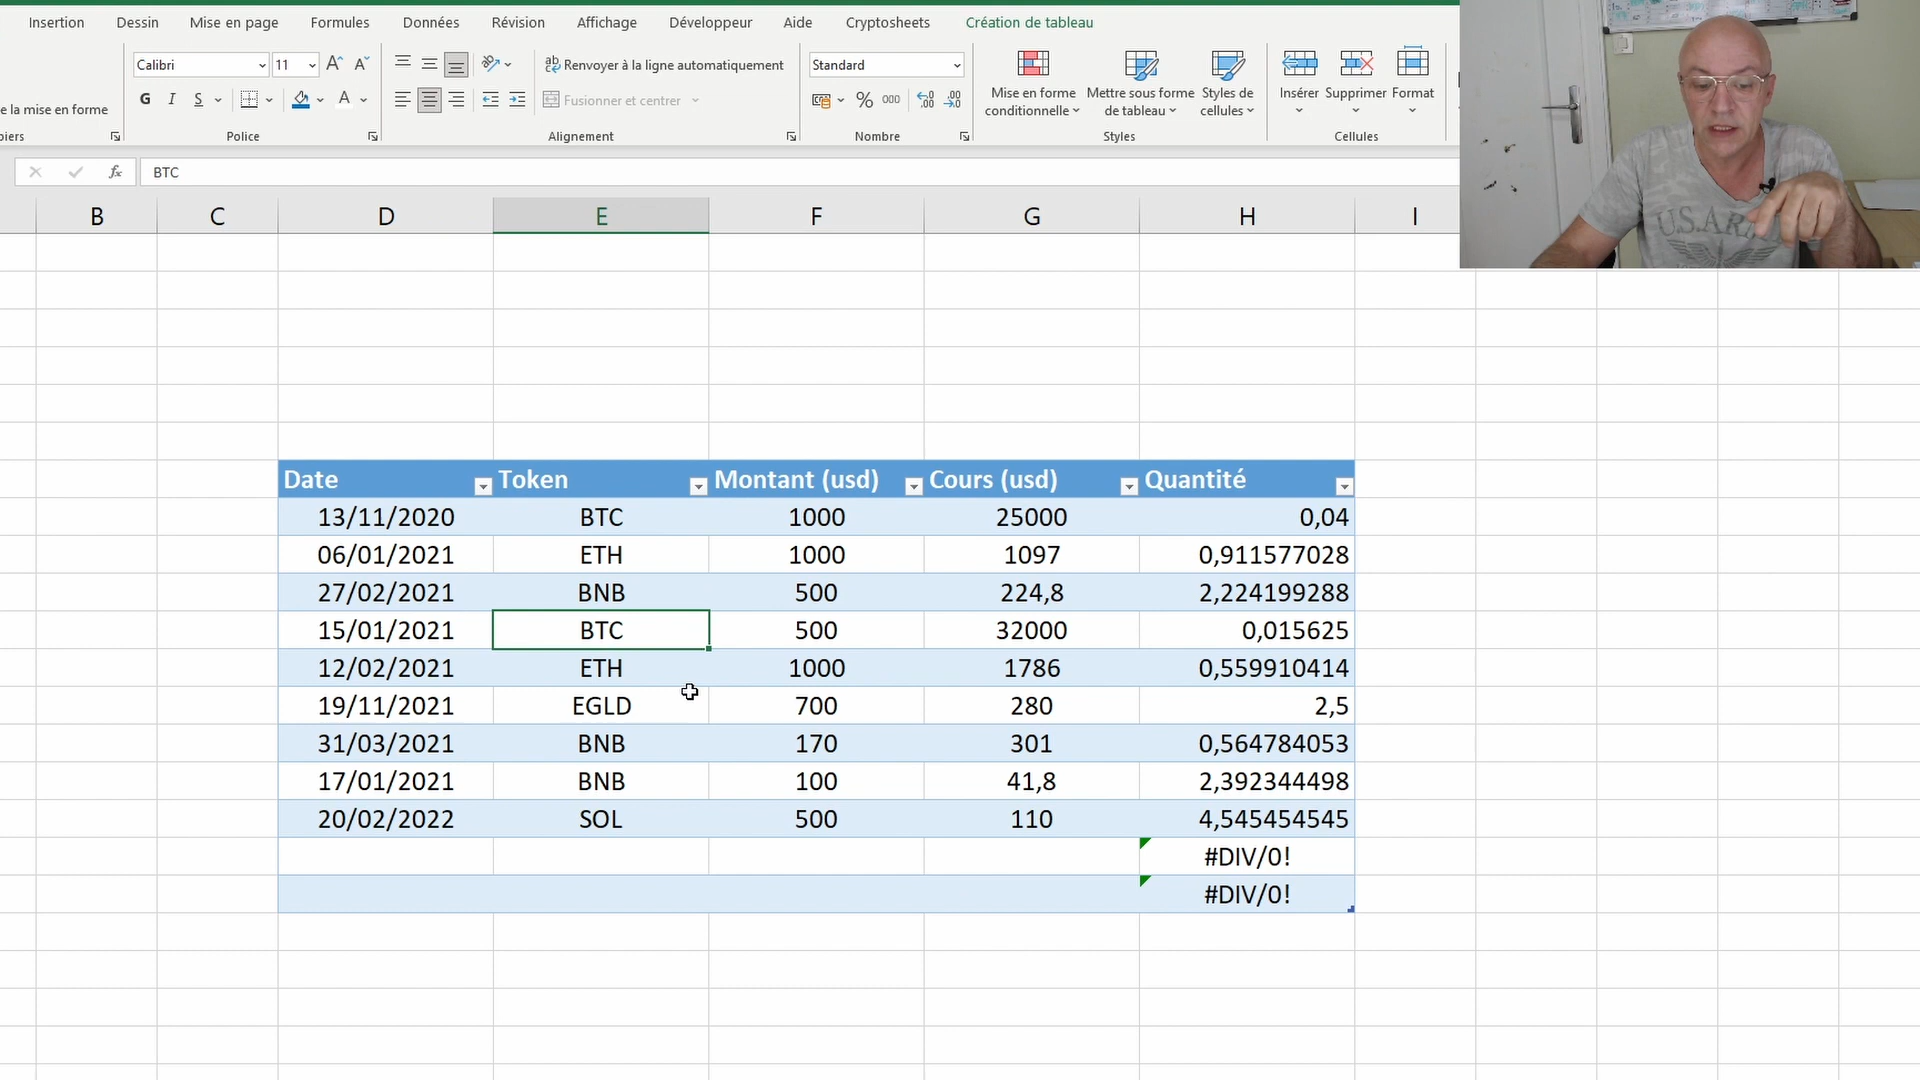 Insertion Dessin Mise en page Formules Données Révision Affichage Développeur Aide Cryptosheets Création de tableau
Calibri 11 A A Renvoyer à la ligne automatiquement Standard
e la mise en forme G I S A Fusionner et centrer % 000 Mise en forme conditionnelle Mettre sous forme de tableau Styles de cellules Insérer Supprimer Format
piers Police Alignement Nombre Styles Cellules
fx BTC
B C D E F G H I
Date Token Montant (usd) Cours (usd) Quantité
13/11/2020 BTC 1000 25000 0,04
06/01/2021 ETH 1000 1097 0,911577028
27/02/2021 BNB 500 224,8 2,224199288
15/01/2021 BTC 500 32000 0,015625
12/02/2021 ETH 1000 1786 0,559910414
19/11/2021 EGLD 700 280 2,5
31/03/2021 BNB 170 301 0,564784053
17/01/2021 BNB 100 41,8 2,392344498
20/02/2022 SOL 500 110 4,545454545
#DIV/0!
#DIV/0!